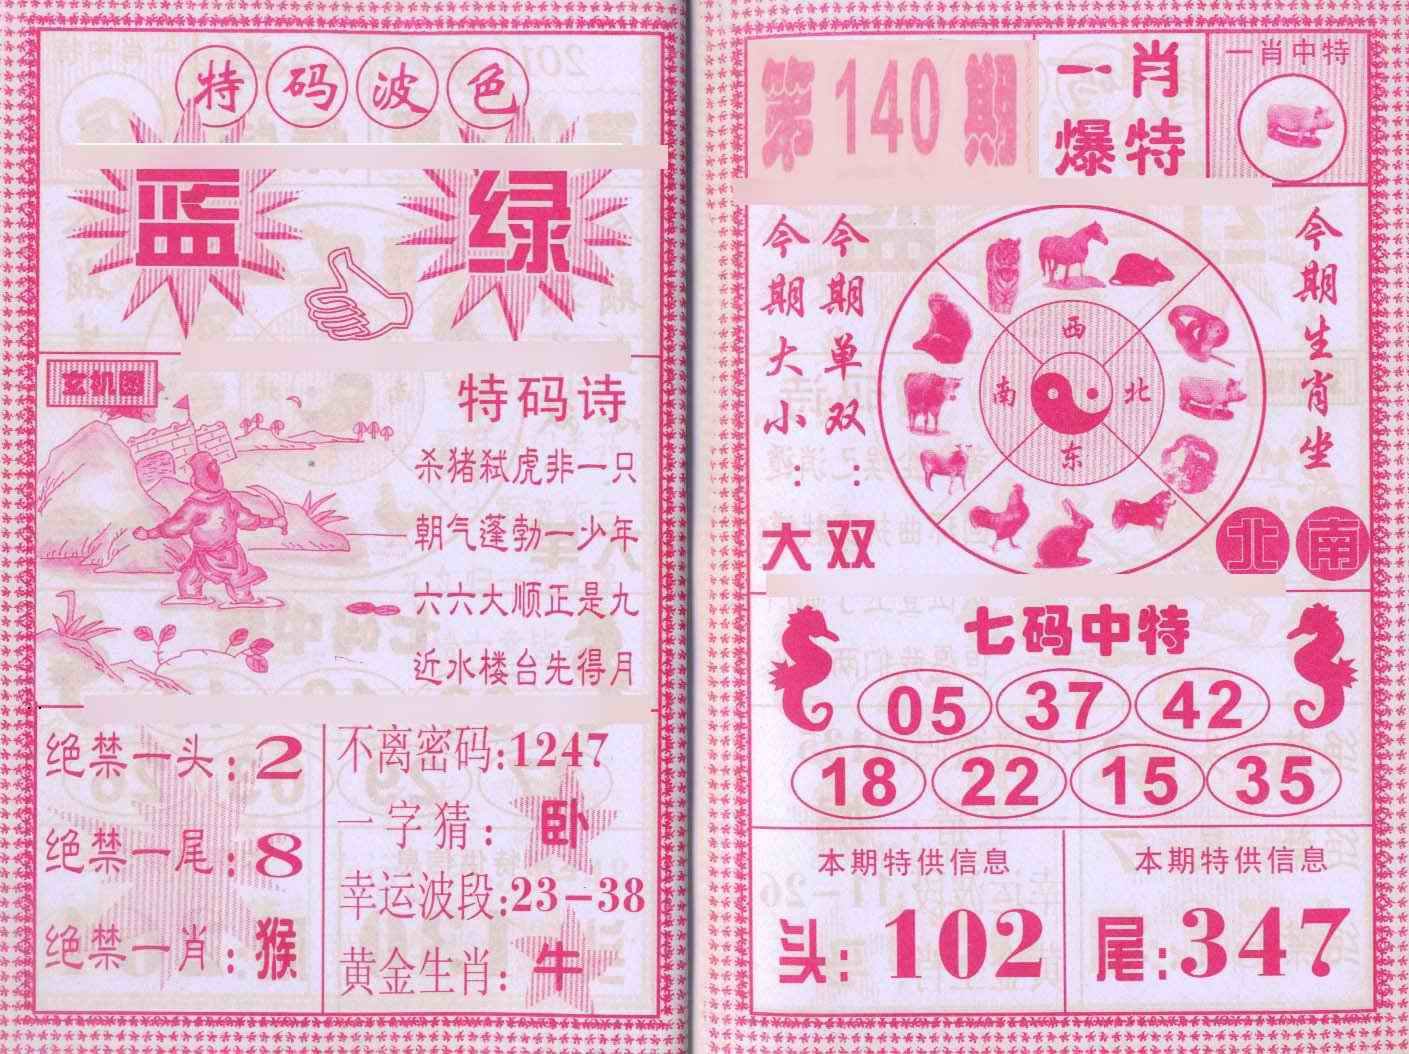 特码波色
蓝 绿
玄机图
特码诗
杀猪弑虎非一只
朝气蓬勃一少年
六六大顺正是九
近水楼台先得月
绝禁一头:2
绝禁一尾:8
绝禁一肖:猴
不离密码:1247
一字猜:卧
幸运波段:23-38
黄金生肖:牛
第140期
一肖
爆特
一肖中特
今期大小:大
今期单双:双
西
南 北
东
今期生肖坐
北 南
七码中特
05 37 42
18 22 15 35
本期特供信息
头:102
本期特供信息
尾:347